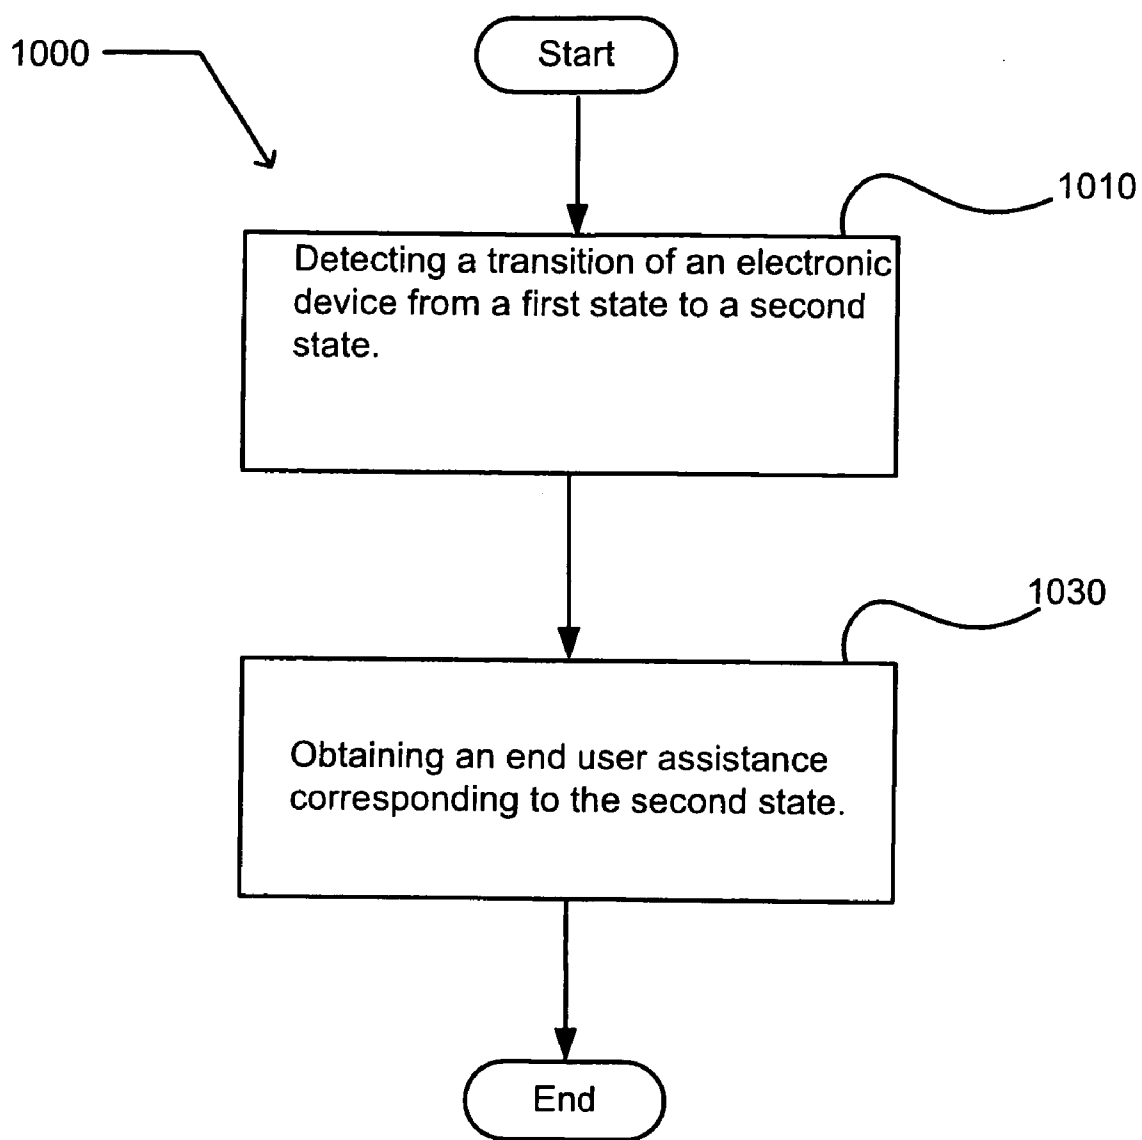 1000
Start
1010
Detecting a transition of an electronic
device from a first state to a second
state.
1030
Obtaining an end user assistance
corresponding to the second state.
End